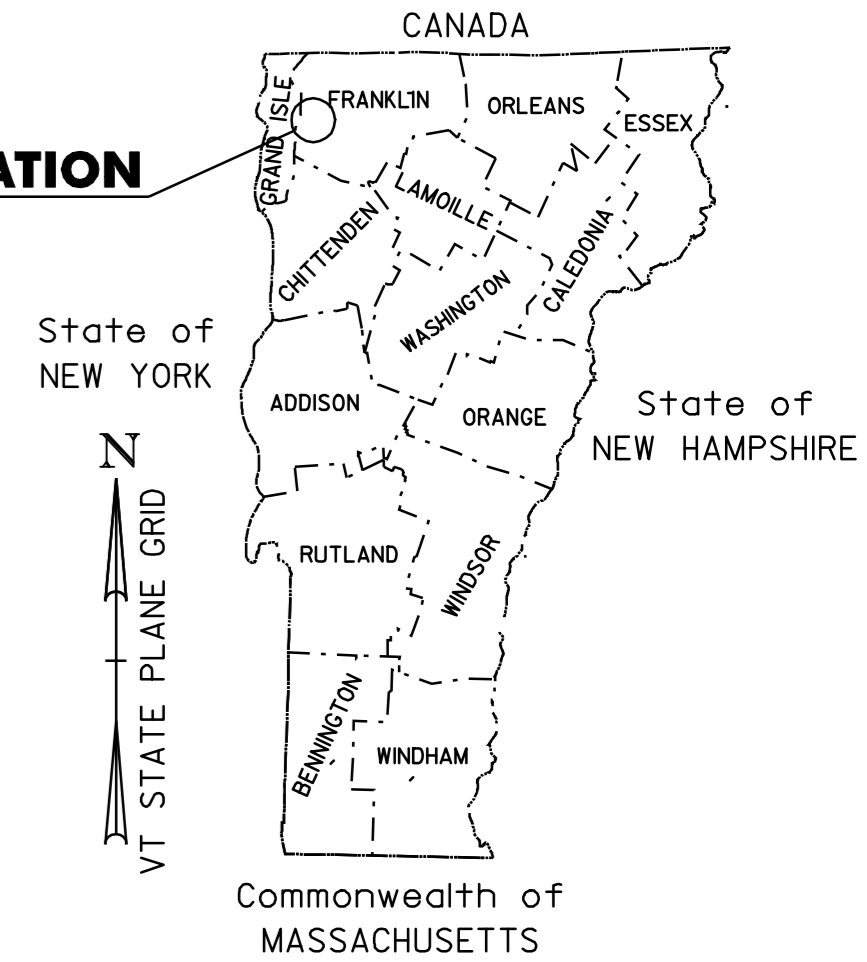 CANADA
GRAND ISLE
FRANKLIN
ORLEANS
ESSEX
ATION
LAMOILLE
CHITTENDEN
CALEDONIA
WASHINGTON
State of
NEW YORK
ADDISON
ORANGE
State of
NEW HAMPSHIRE
N
VT STATE PLANE GRID
RUTLAND
WINDSOR
BENNINGTON
WINDHAM
Commonwealth of
MASSACHUSETTS